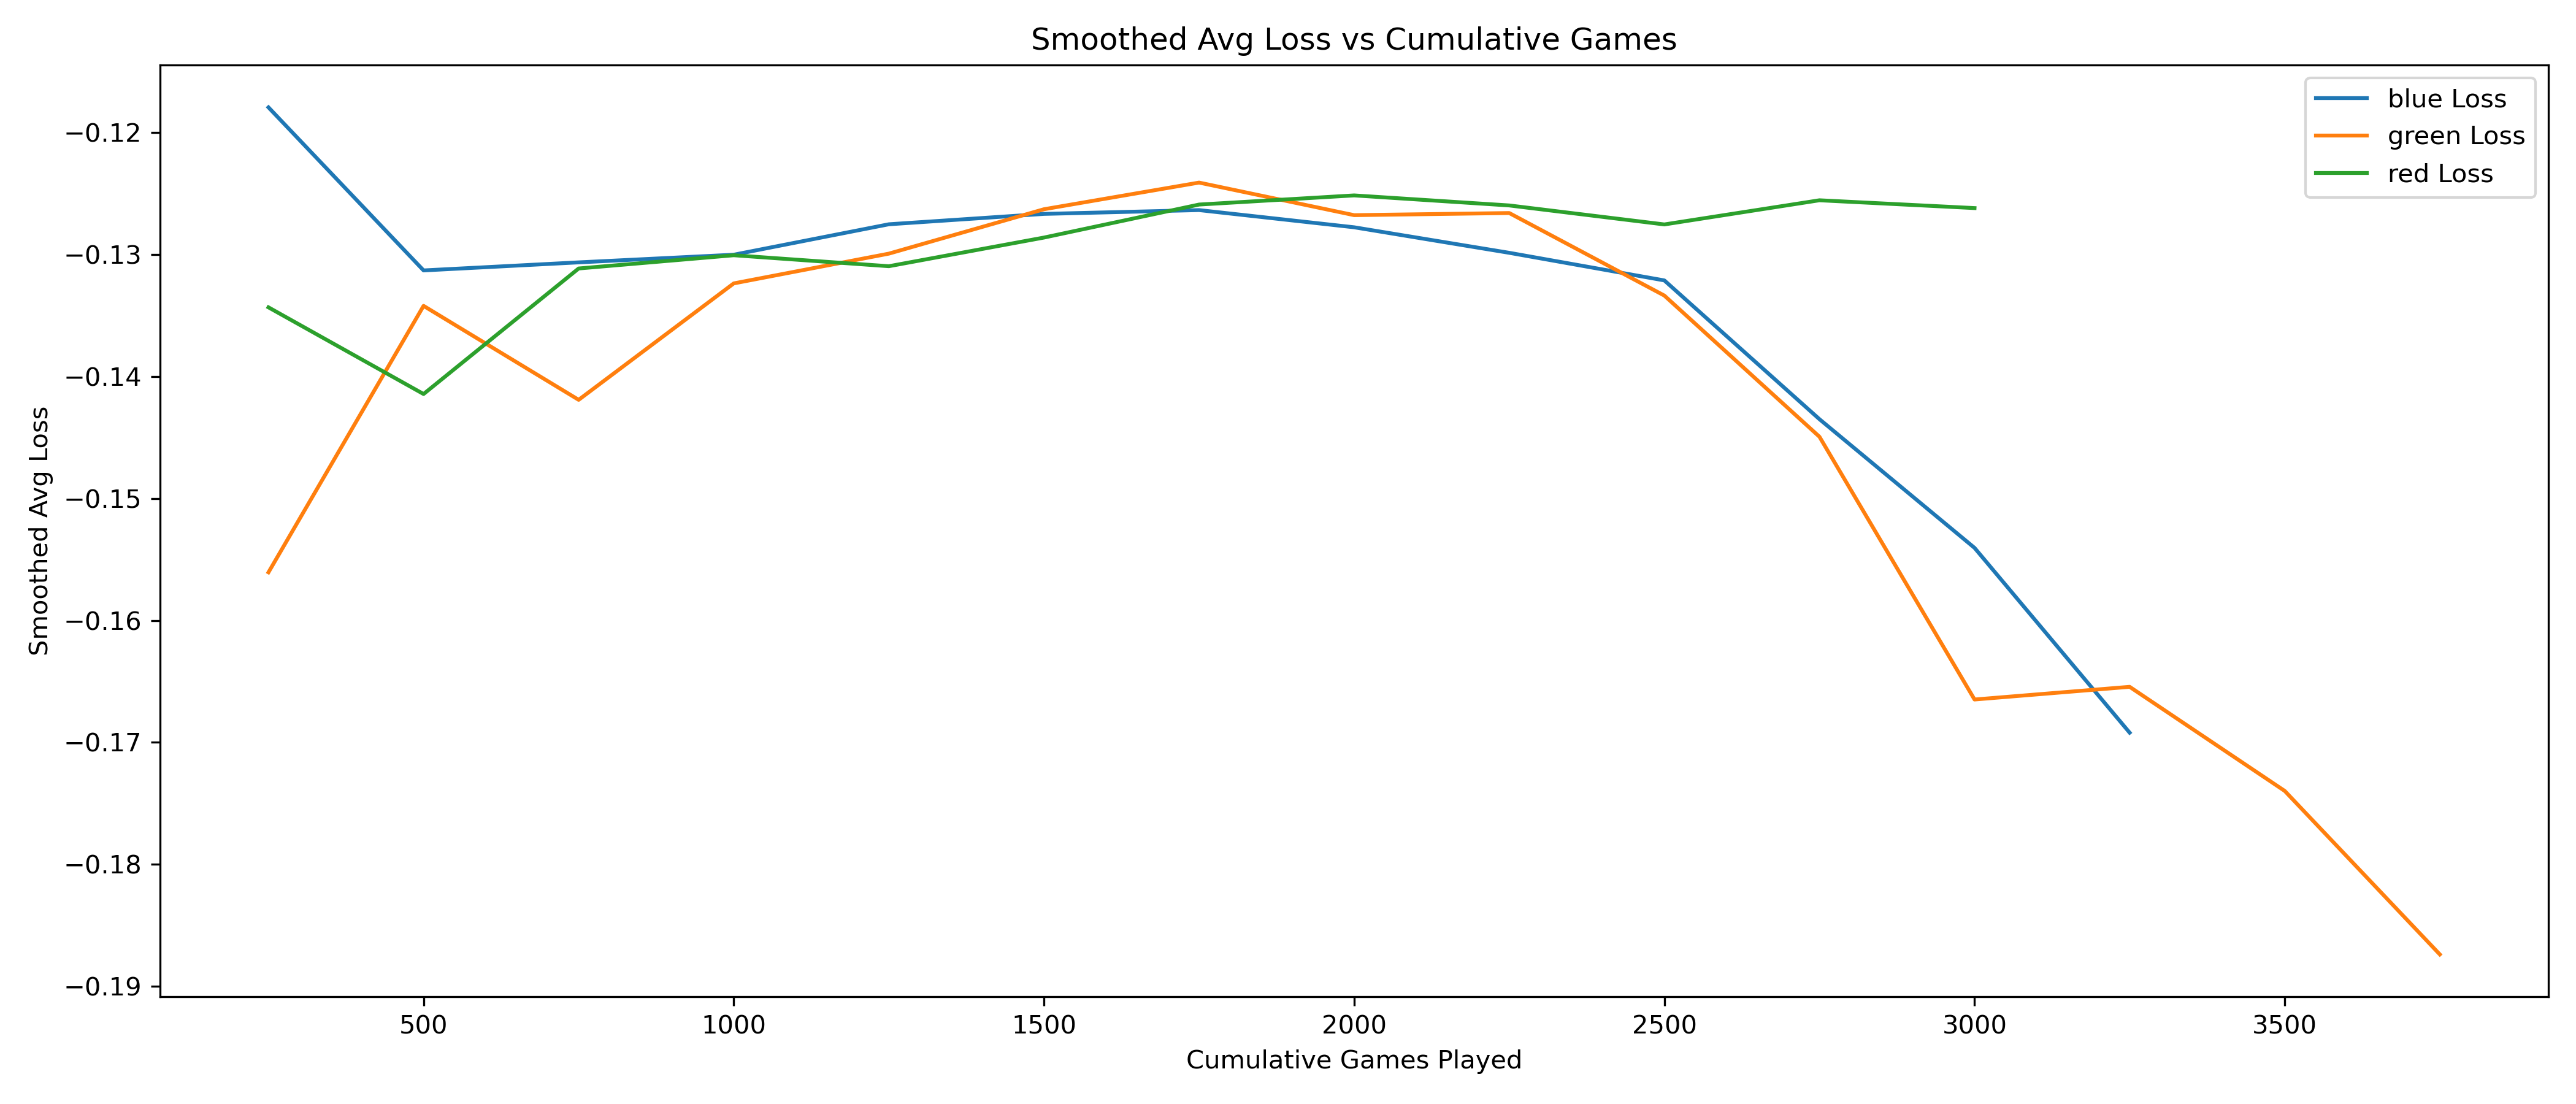 Smoothed Avg Loss vs Cumulative Games
blue Loss
green Loss
red Loss
Smoothed Avg Loss
−0.12
−0.13
−0.14
−0.15
−0.16
−0.17
−0.18
−0.19
500 1000 1500 2000 2500 3000 3500
Cumulative Games Played